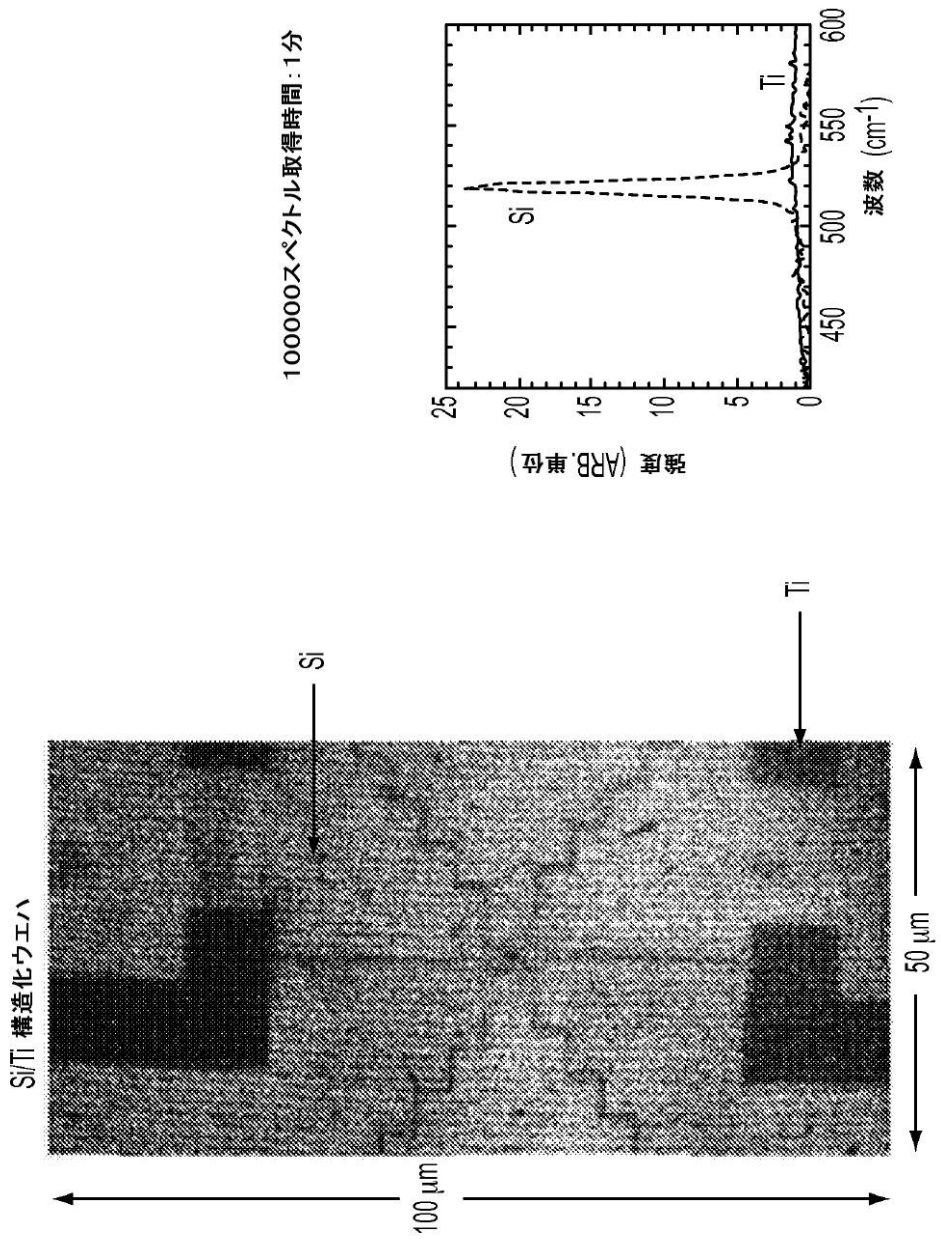 Si/Ti 構造化ウエハ
100 μm
50 μm
Si
Ti
100000スペクトル取得時間:1分
強度 (ARB.単位)
25
20
15
10
5
0
Si
Ti
450
500
550
600
波数 (cm-1)